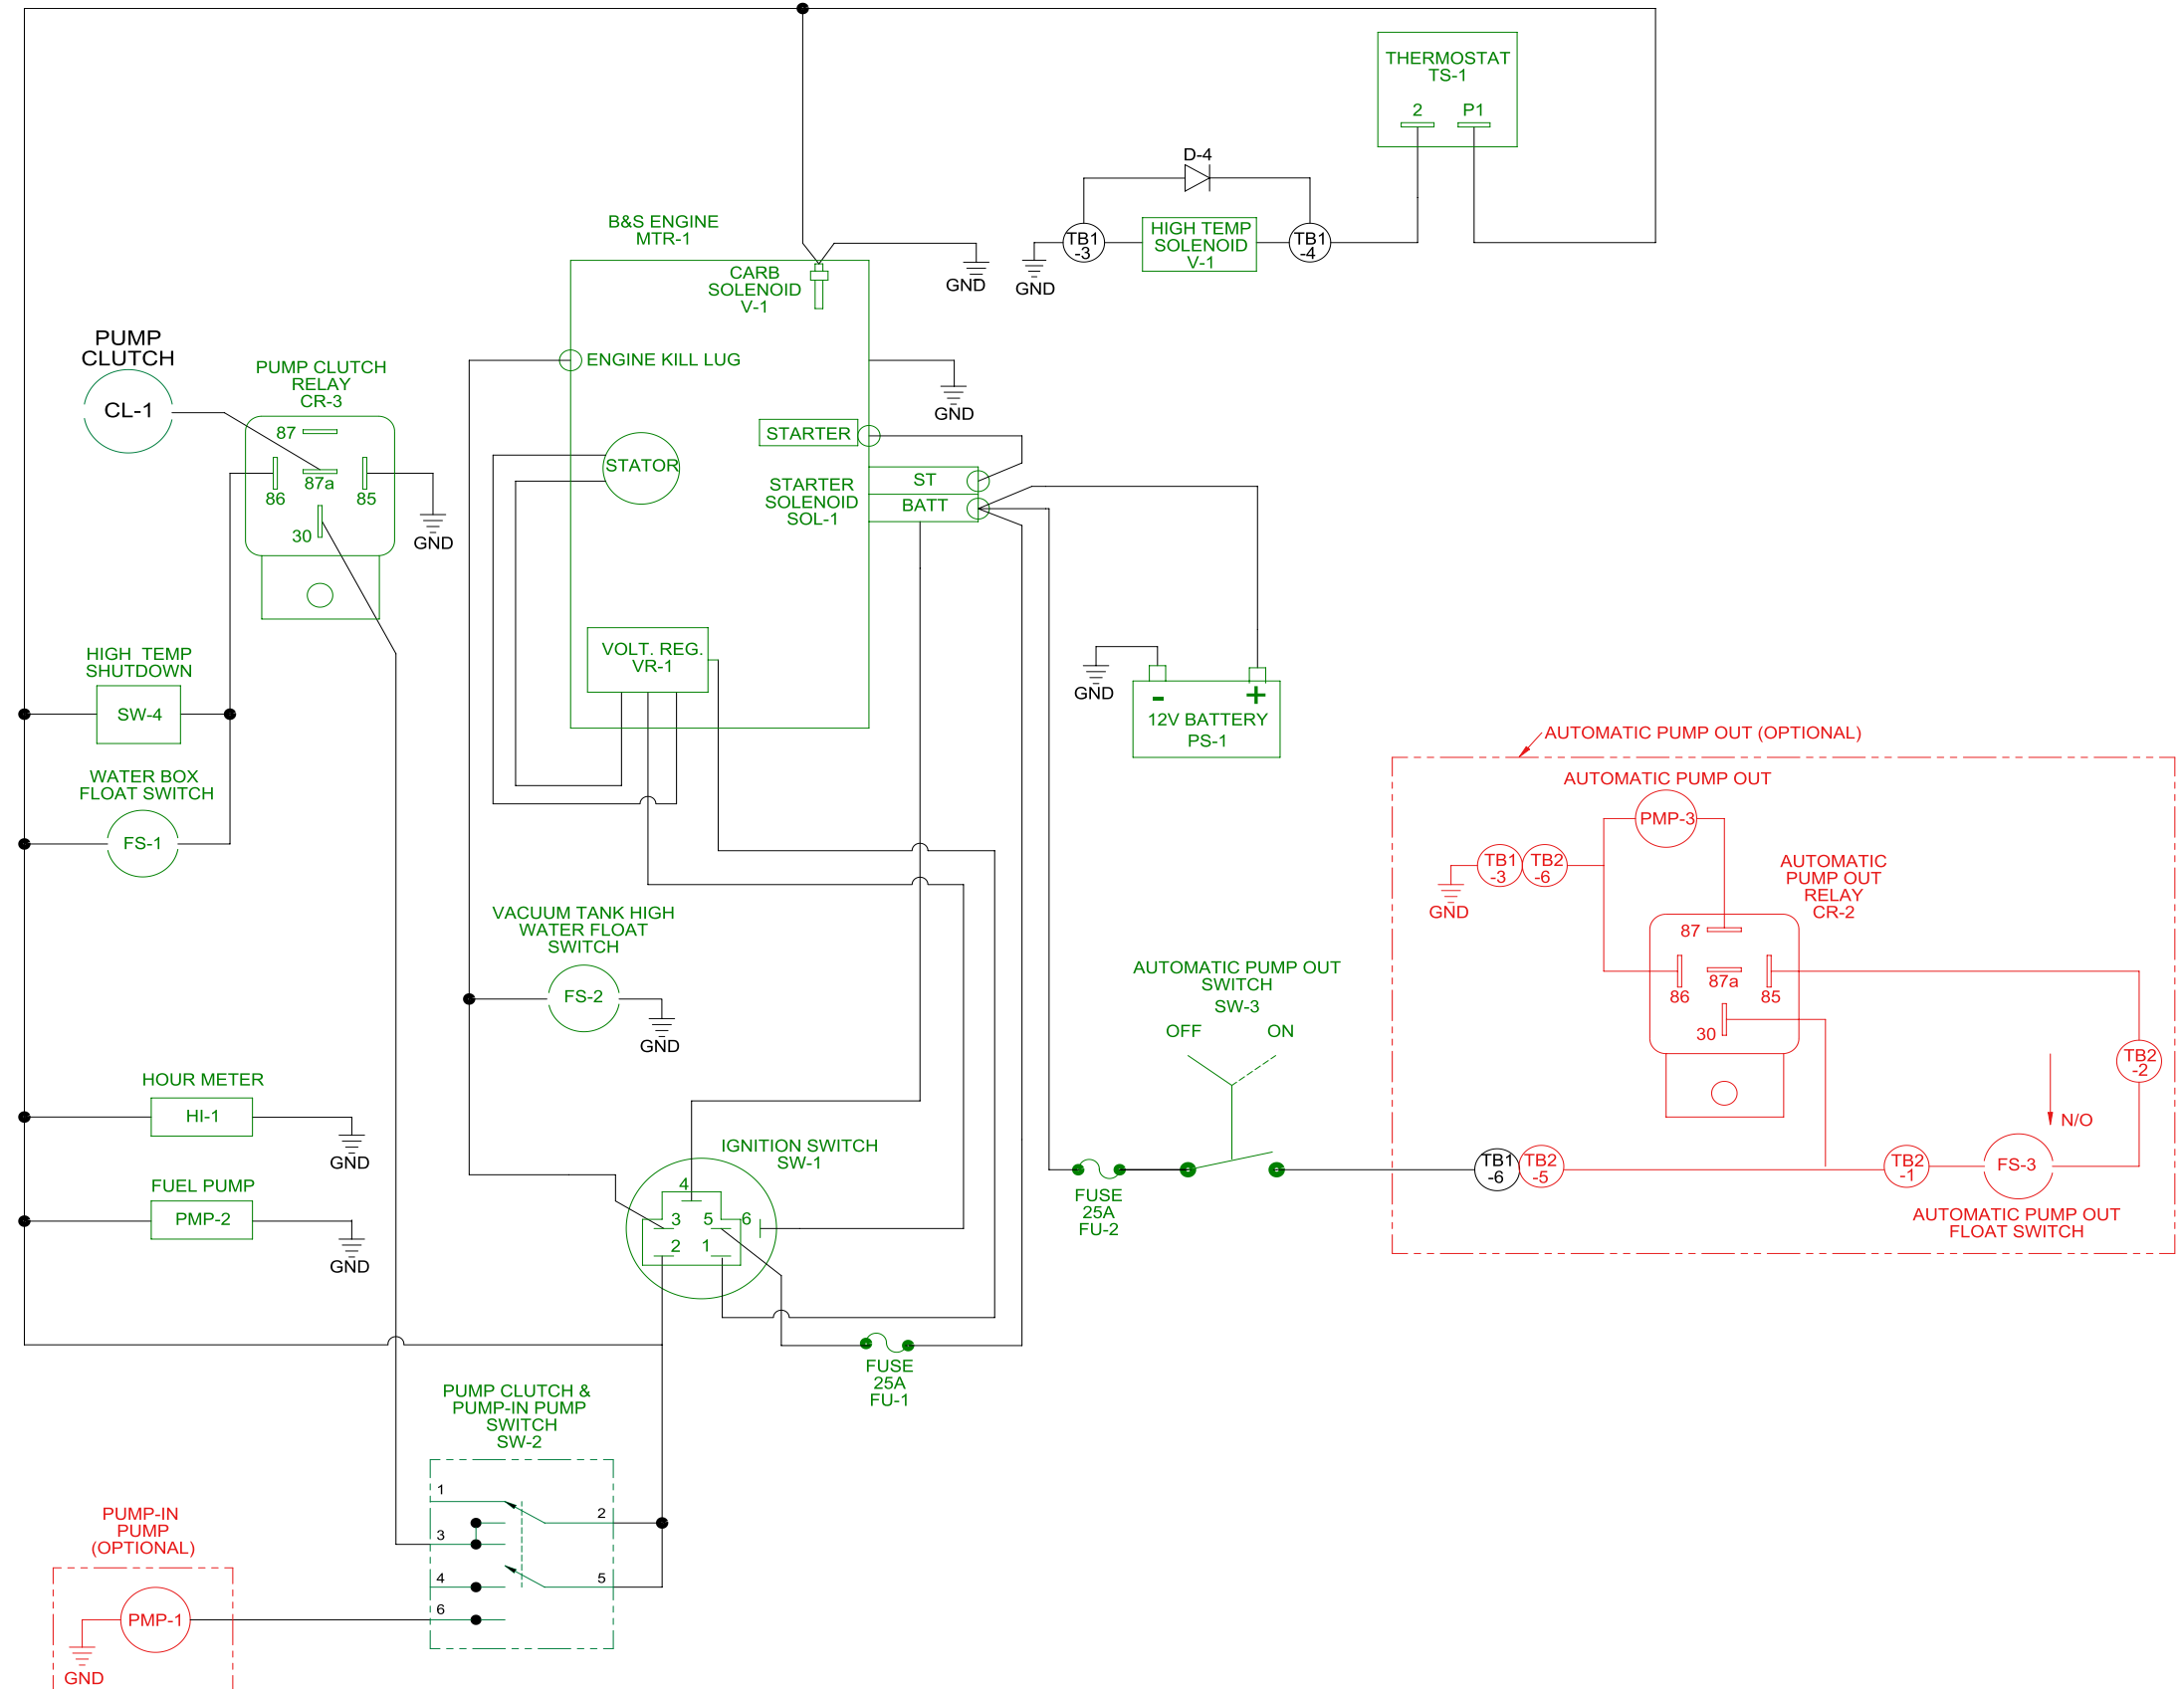 THERMOSTAT
TS-1
2 P1
D-4
TB1
-3
HIGH TEMP
SOLENOID
V-1
TB1
-4
GND
GND
B&S ENGINE
MTR-1
CARB
SOLENOID
V-1
ENGINE KILL LUG
GND
STARTER
STATOR
STARTER
SOLENOID
SOL-1
ST
BATT
VOLT. REG.
VR-1
PUMP
CLUTCH
CL-1
PUMP CLUTCH
RELAY
CR-3
87
86 87a 85
30
GND
HIGH TEMP
SHUTDOWN
SW-4
WATER BOX
FLOAT SWITCH
FS-1
GND
- +
12V BATTERY
PS-1
VACUUM TANK HIGH
WATER FLOAT
SWITCH
FS-2
GND
AUTOMATIC PUMP OUT (OPTIONAL)
AUTOMATIC PUMP OUT
PMP-3
TB1
-3
TB2
-6
GND
AUTOMATIC
PUMP OUT
RELAY
CR-2
87
86 87a 85
30
TB2
-2
N/O
AUTOMATIC PUMP OUT
SWITCH
SW-3
OFF ON
HOUR METER
HI-1
GND
FUEL PUMP
PMP-2
GND
IGNITION SWITCH
SW-1
4
3 5 6
2 1
FUSE
25A
FU-2
TB1
-6
TB2
-5
TB2
-1
FS-3
AUTOMATIC PUMP OUT
FLOAT SWITCH
FUSE
25A
FU-1
PUMP CLUTCH &
PUMP-IN PUMP
SWITCH
SW-2
1
2
3
4
5
6
PUMP-IN
PUMP
(OPTIONAL)
PMP-1
GND